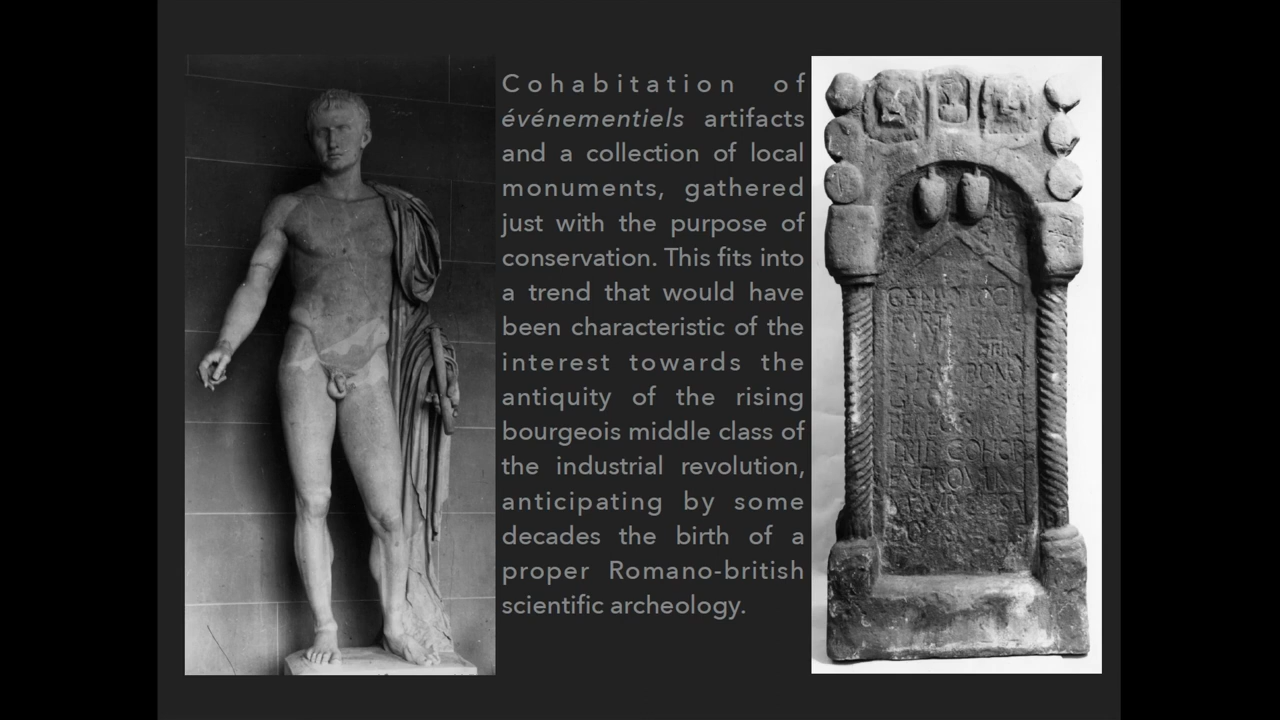 Cohabitation of
événementiels artifacts
and a collection of local
monuments, gathered
just with the purpose of
conservation. This fits into
a trend that would have
been characteristic of the
interest towards the
antiquity of the rising
bourgeois middle class of
the industrial revolution,
anticipating by some
decades the birth of a
proper Romano-british
scientific archeology.